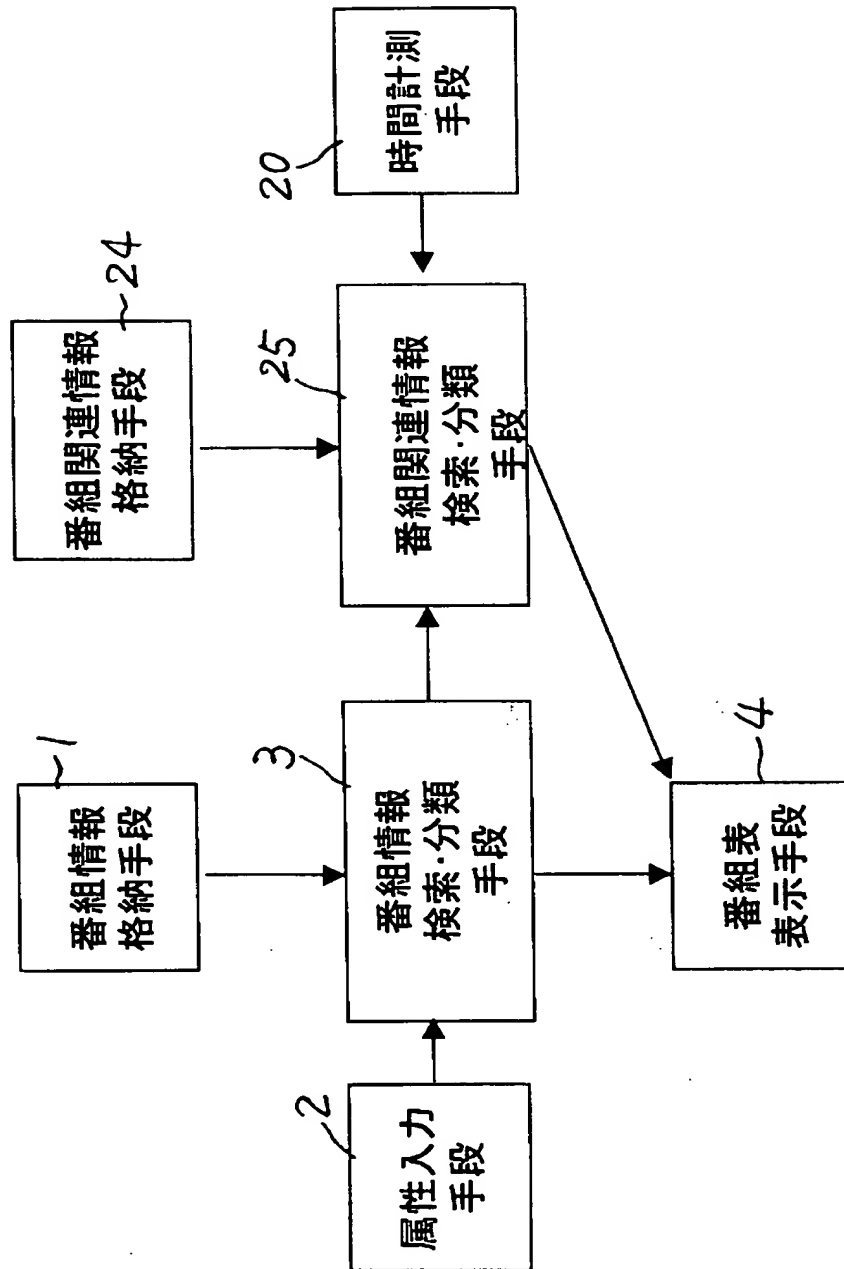 1
番組情報
格納手段
24
番組関連情報
格納手段
2
属性入力
手段
3
番組情報
検索・分類
手段
25
番組関連情報
検索・分類
手段
20
時間計測
手段
4
番組表
表示手段